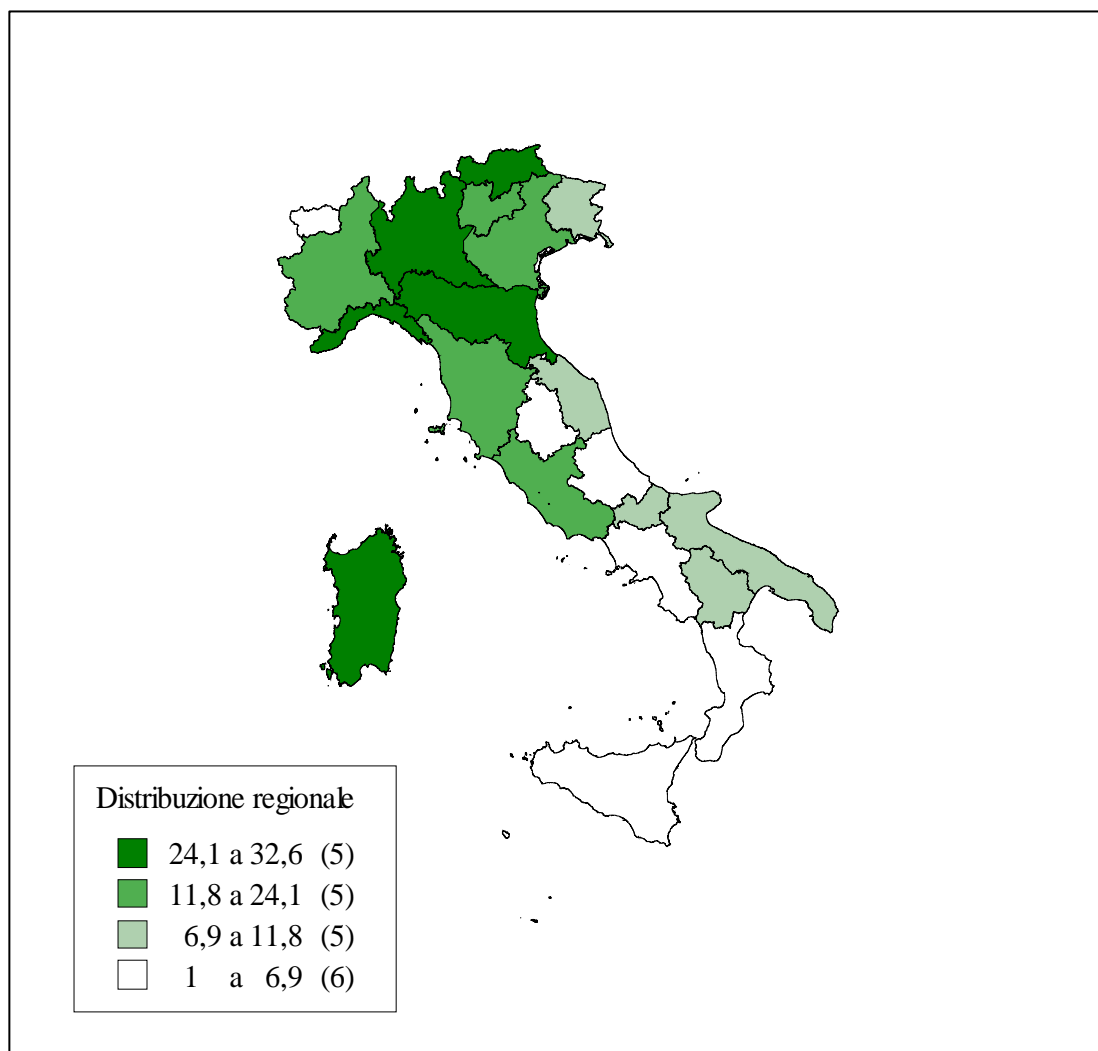 Distribuzione regionale
24,1 a 32,6 (5)
11,8 a 24,1 (5)
6,9 a 11,8 (5)
1 a 6,9 (6)